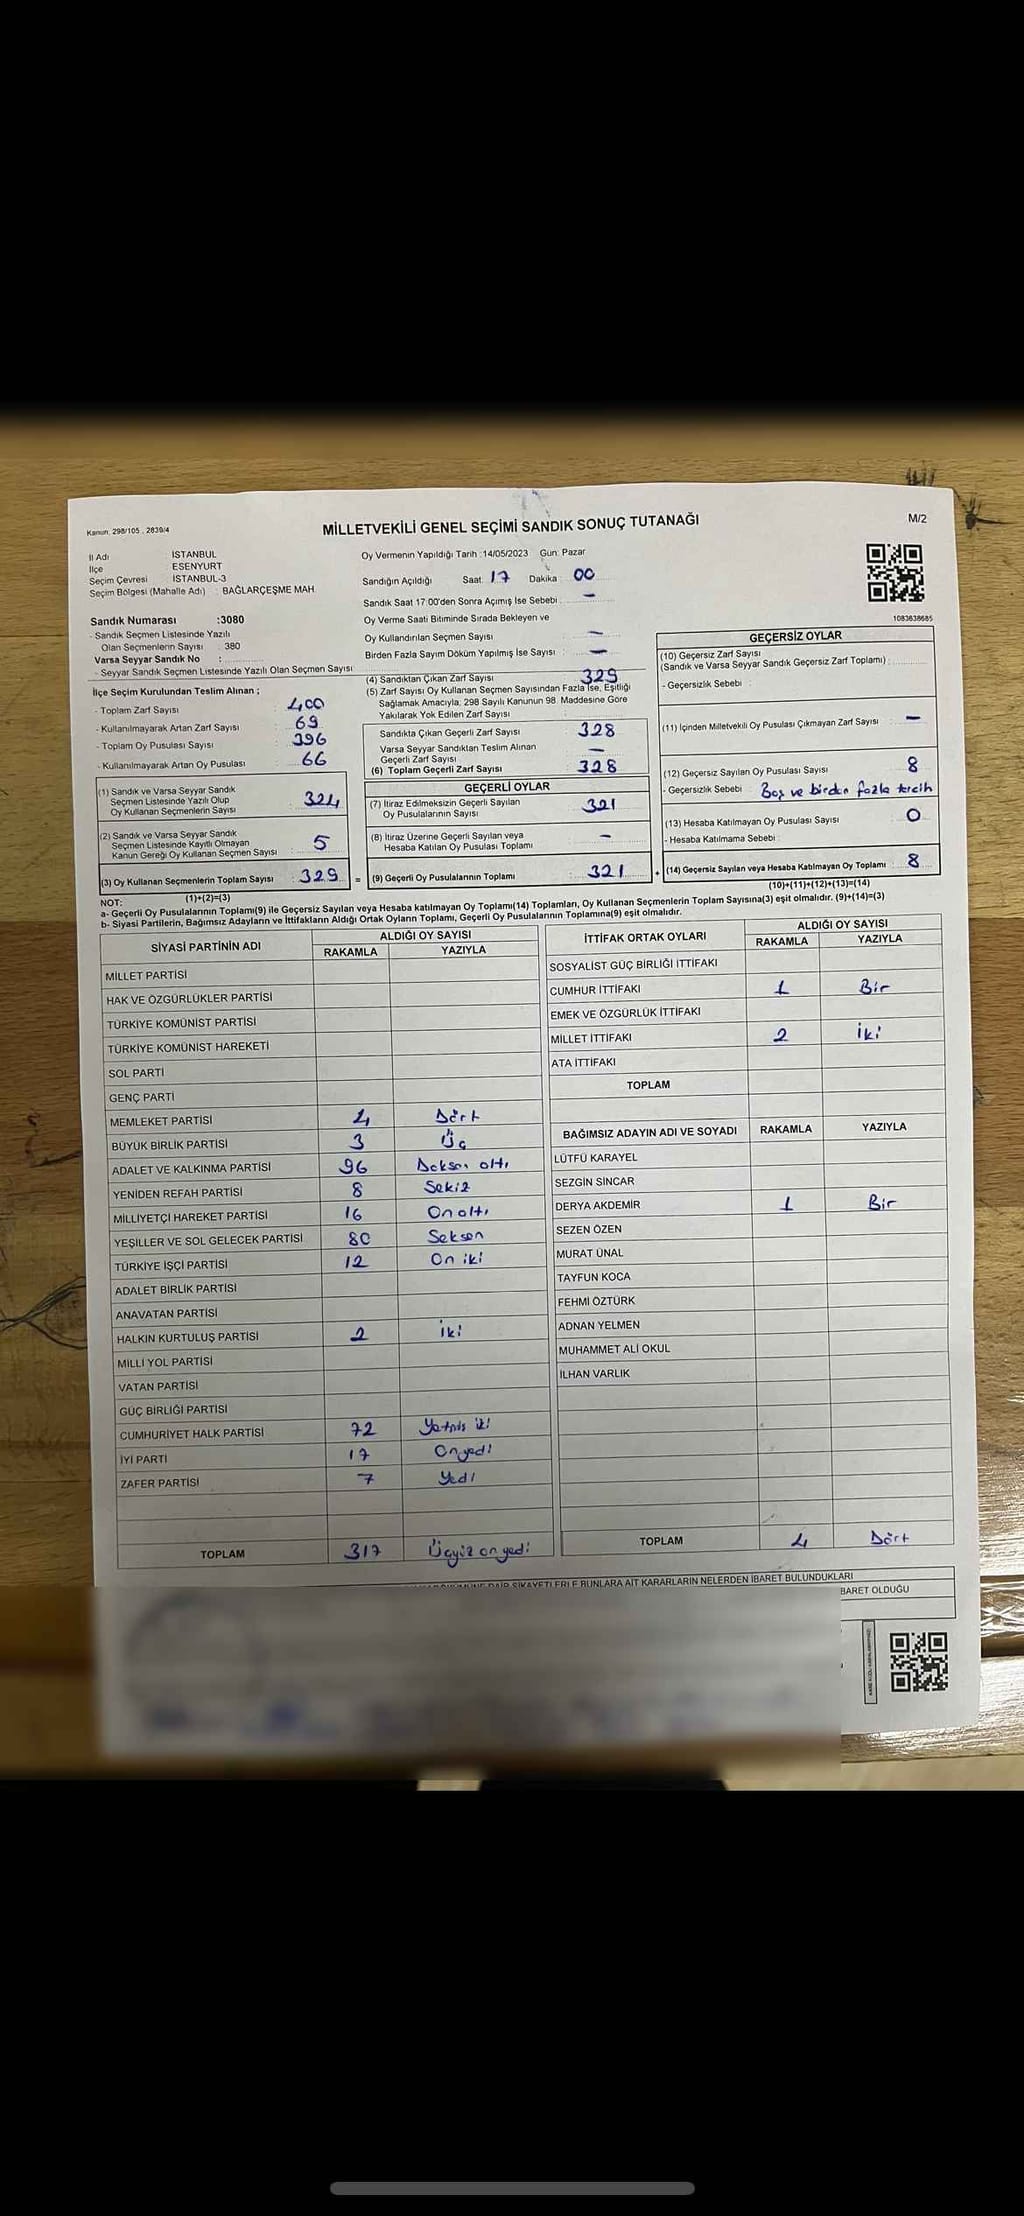 Kanun: 298/105 , 2839/4
MİLLETVEKİLİ GENEL SEÇİMİ SANDIK SONUÇ TUTANAĞI
M/2
İl Adı : İSTANBUL
İlçe : ESENYURT
Seçim Çevresi : İSTANBUL-3
Seçim Bölgesi (Mahalle Adı) : BAĞLARÇEŞME MAH
Oy Vermenin Yapıldığı Tarih :14/05/2023 Gün: Pazar
Sandığın Açıldığı Saat: 17 Dakika : 00
Sandık Saat 17:00'den Sonra Açımış İse Sebebi : -
Oy Verme Saati Bitiminde Sırada Bekleyen ve
Oy Kullandırılan Seçmen Sayısı : -
Birden Fazla Sayım Döküm Yapılmış İse Sayısı : -
1083638685
Sandık Numarası :3080
- Sandık Seçmen Listesinde Yazılı
Olan Seçmenlerin Sayısı : 380
Varsa Seyyar Sandık No :
- Seyyar Sandık Seçmen Listesinde Yazılı Olan Seçmen Sayısı
İlçe Seçim Kurulundan Teslim Alınan ;
- Toplam Zarf Sayısı : 400
- Kullanılmayarak Artan Zarf Sayısı : 69
- Toplam Oy Pusulası Sayısı : 396
- Kullanılmayarak Artan Oy Pusulası : 66
(1) Sandık ve Varsa Seyyar Sandık
Seçmen Listesinde Yazılı Olup
Oy Kullanan Seçmenlerin Sayısı : 324
(2) Sandık ve Varsa Seyyar Sandık
Seçmen Listesinde Kayıtlı Olmayan
Kanun Gereği Oy Kullanan Seçmen Sayısı : 5
(3) Oy Kullanan Seçmenlerin Toplam Sayısı : 329 =
(1)+(2)=(3)
(4) Sandıktan Çıkan Zarf Sayısı : 329
(5) Zarf Sayısı Oy Kullanan Seçmen Sayısından Fazla İse, Eşitliği
Sağlamak Amacıyla; 298 Sayılı Kanunun 98. Maddesine Göre
Yakılarak Yok Edilen Zarf Sayısı :
Sandıkta Çıkan Geçerli Zarf Sayısı : 328
Varsa Seyyar Sandıktan Teslim Alınan
Geçerli Zarf Sayısı : -
(6) Toplam Geçerli Zarf Sayısı : 328
GEÇERLİ OYLAR
(7) İtiraz Edilmeksizin Geçerli Sayılan
Oy Pusulalarının Sayısı : 321
(8) İtiraz Üzerine Geçerli Sayılan veya
Hesaba Katılan Oy Pusulası Toplamı : -
(9) Geçerli Oy Pusulalarının Toplamı : 321 +
GEÇERSİZ OYLAR
(10) Geçersiz Zarf Sayısı
(Sandık ve Varsa Seyyar Sandık Geçersiz Zarf Toplamı) :
- Geçersizlik Sebebi :
(11) İçinden Milletvekili Oy Pusulası Çıkmayan Zarf Sayısı : -
(12) Geçersiz Sayılan Oy Pusulası Sayısı : 8
- Geçersizlik Sebebi : Boş ve birden fazla tercih
(13) Hesaba Katılmayan Oy Pusulası Sayısı : 0
- Hesaba Katılmama Sebebi :
(14) Geçersiz Sayılan veya Hesaba Katılmayan Oy Toplamı : 8
(10)+(11)+(12)+(13)=(14)
NOT:
a- Geçerli Oy Pusulalarının Toplamı(9) ile Geçersiz Sayılan veya Hesaba katılmayan Oy Toplamı(14) Toplamları, Oy Kullanan Seçmenlerin Toplam Sayısına(3) eşit olmalıdır. (9)+(14)=(3)
b- Siyasi Partilerin, Bağımsız Adayların ve İttifakların Aldığı Ortak Oyların Toplamı, Geçerli Oy Pusulalarının Toplamına(9) eşit olmalıdır.
SİYASİ PARTİNİN ADI ALDIĞI OY SAYISI
RAKAMLA YAZIYLA
MİLLET PARTİSİ
HAK VE ÖZGÜRLÜKLER PARTİSİ
TÜRKİYE KOMÜNİST PARTİSİ
TÜRKİYE KOMÜNİST HAREKETİ
SOL PARTİ
GENÇ PARTİ
MEMLEKET PARTİSİ 4 Dört
BÜYÜK BİRLİK PARTİSİ 3 Üç
ADALET VE KALKINMA PARTİSİ 96 Doksan altı
YENİDEN REFAH PARTİSİ 8 Sekiz
MİLLİYETÇİ HAREKET PARTİSİ 16 On altı
YEŞİLLER VE SOL GELECEK PARTİSİ 80 Seksen
TÜRKİYE İŞÇİ PARTİSİ 12 On iki
ADALET BİRLİK PARTİSİ
ANAVATAN PARTİSİ
HALKIN KURTULUŞ PARTİSİ 2 İki
MİLLİ YOL PARTİSİ
VATAN PARTİSİ
GÜÇ BİRLİĞİ PARTİSİ
CUMHURİYET HALK PARTİSİ 72 Yetmiş iki
İYİ PARTİ 17 On yedi
ZAFER PARTİSİ 7 Yedi
TOPLAM 317 Üçyüz on yedi
İTTİFAK ORTAK OYLARI ALDIĞI OY SAYISI
RAKAMLA YAZIYLA
SOSYALİST GÜÇ BİRLİĞİ İTTİFAKI
CUMHUR İTTİFAKI 1 Bir
EMEK VE ÖZGÜRLÜK İTTİFAKI
MİLLET İTTİFAKI 2 İki
ATA İTTİFAKI
TOPLAM
BAĞIMSIZ ADAYIN ADI VE SOYADI RAKAMLA YAZIYLA
LÜTFÜ KARAYEL
SEZGİN SİNCAR
DERYA AKDEMİR 1 Bir
SEZEN ÖZEN
MURAT ÜNAL
TAYFUN KOCA
FEHMİ ÖZTÜRK
ADNAN YELMEN
MUHAMMET ALİ OKUL
İLHAN VARLIK
TOPLAM 4 Dört
DAİR ŞİKAYETLERLE BUNLARA AİT KARARLARIN NELERDEN İBARET BULUNDUKLARI
BARET OLDUĞU